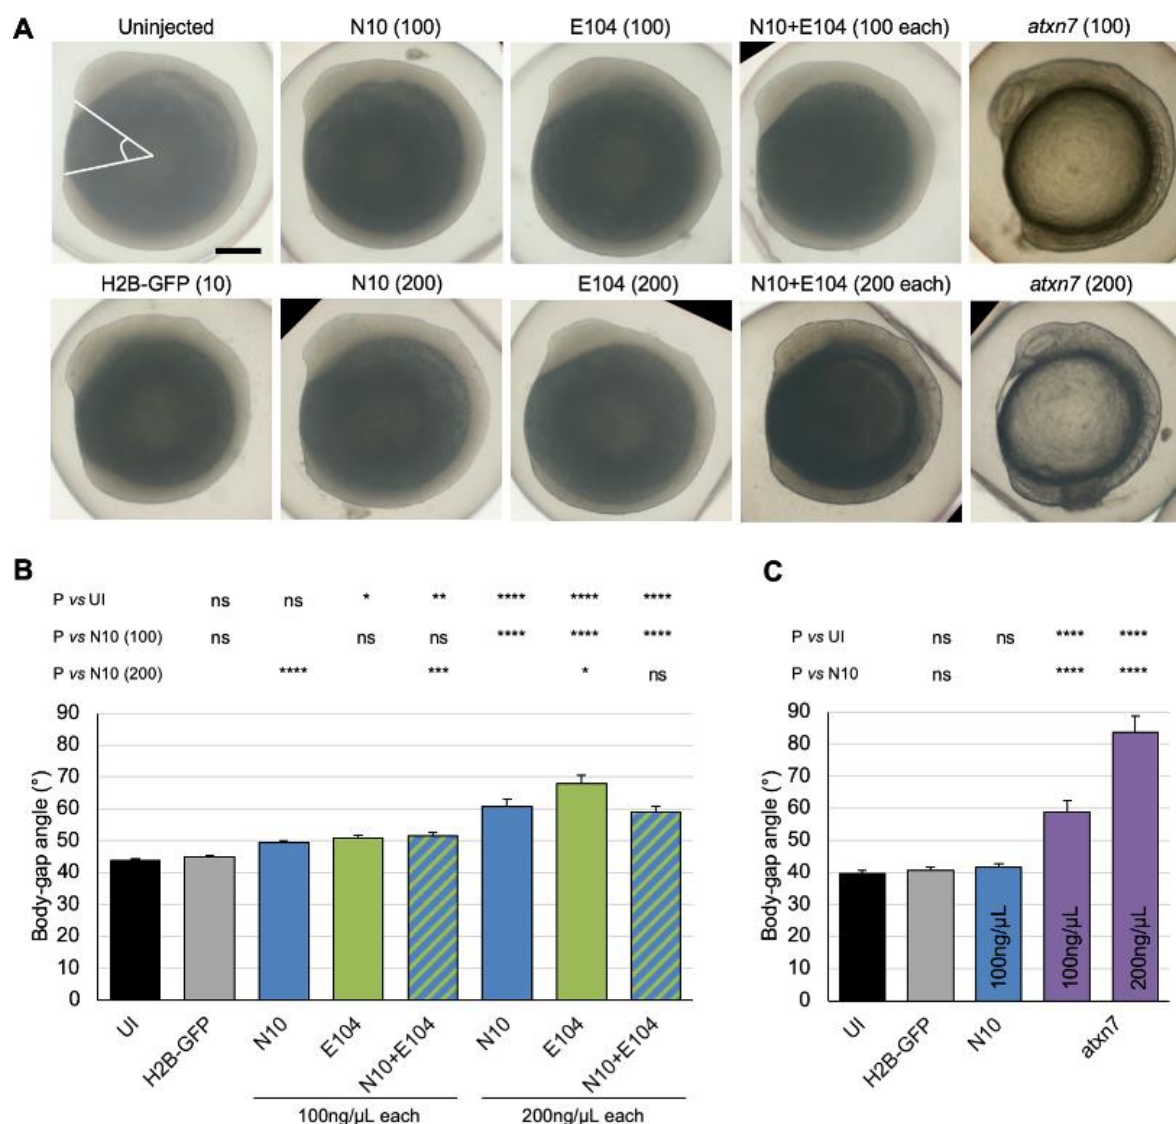 A
Uninjected
N10 (100)
E104 (100)
N10+E104 (100 each)
atxn7 (100)
H2B-GFP (10)
N10 (200)
E104 (200)
N10+E104 (200 each)
atxn7 (200)
B
P vs UI ns ns * ** **** **** ****
P vs N10 (100) ns ns ns **** **** ****
P vs N10 (200) **** *** * ns
Body-gap angle (°)
90
80
70
60
50
40
30
20
10
0
UI
H2B-GFP
N10
E104
N10+E104
N10
E104
N10+E104
100ng/µL each
200ng/µL each
C
P vs UI ns ns **** ****
P vs N10 ns **** ****
Body-gap angle (°)
90
80
70
60
50
40
30
20
10
0
100ng/µL
100ng/µL
200ng/µL
UI
H2B-GFP
N10
atxn7